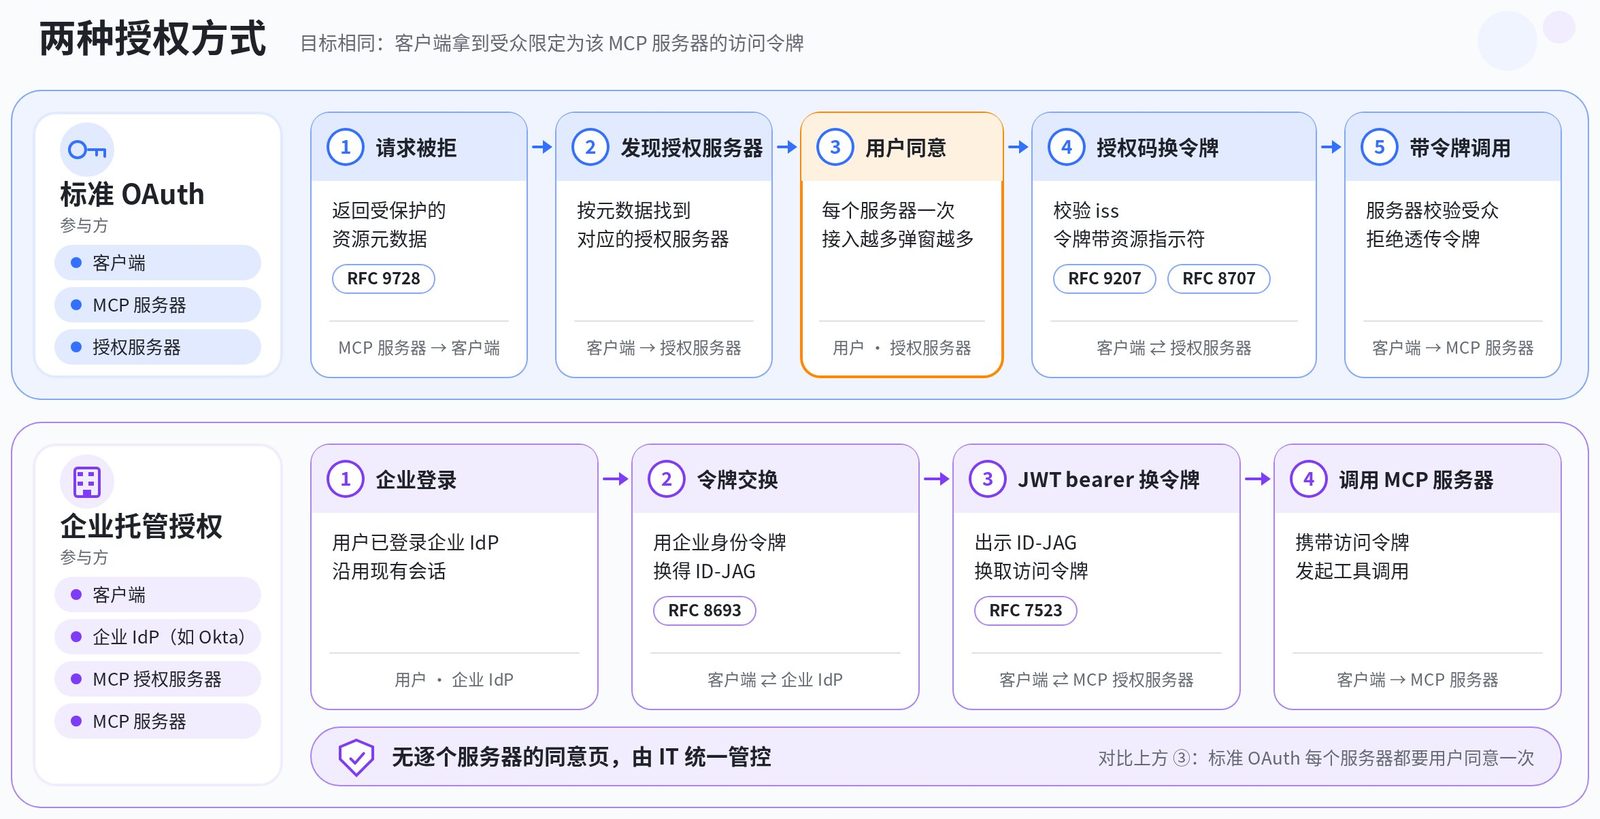 两种授权方式
目标相同：客户端拿到受众限定为该 MCP 服务器的访问令牌
标准 OAuth
参与方
客户端
MCP 服务器
授权服务器
1 请求被拒
返回受保护的
资源元数据
RFC 9728
MCP 服务器 → 客户端
2 发现授权服务器
按元数据找到
对应的授权服务器
客户端 → 授权服务器
3 用户同意
每个服务器一次
接入越多弹窗越多
用户 · 授权服务器
4 授权码换令牌
校验 iss
令牌带资源指示符
RFC 9207 RFC 8707
客户端 ⇄ 授权服务器
5 带令牌调用
服务器校验受众
拒绝透传令牌
客户端 → MCP 服务器
企业托管授权
参与方
客户端
企业 IdP（如 Okta）
MCP 授权服务器
MCP 服务器
1 企业登录
用户已登录企业 IdP
沿用现有会话
用户 · 企业 IdP
2 令牌交换
用企业身份令牌
换得 ID-JAG
RFC 8693
客户端 ⇄ 企业 IdP
3 JWT bearer 换令牌
出示 ID-JAG
换取访问令牌
RFC 7523
客户端 ⇄ MCP 授权服务器
4 调用 MCP 服务器
携带访问令牌
发起工具调用
客户端 → MCP 服务器
无逐个服务器的同意页，由 IT 统一管控
对比上方 ③：标准 OAuth 每个服务器都要用户同意一次